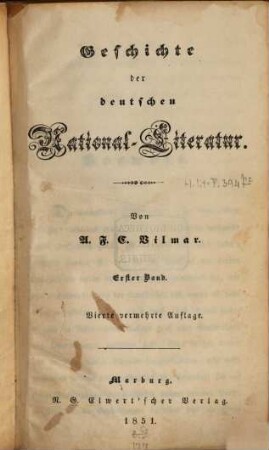 Geschichte
der
deutschen
National-Literatur.
Von
A. F. C. Vilmar.
Erster Band.
Vierte vermehrte Auflage.
Marburg.
N. G. Elwert'scher Verlag.
1851.